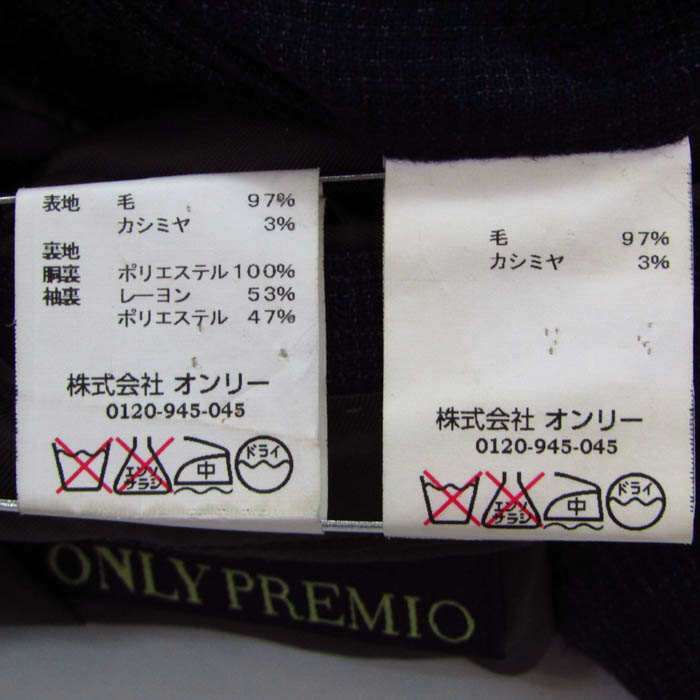 表地 毛 97%
カシミヤ 3%
裏地
胴裏 ポリエステル 100%
袖裏 レーヨン 53%
ポリエステル 47%
株式会社 オンリー
0120-945-045
エンソ
サラシ
中
ドライ
毛 97%
カシミヤ 3%
株式会社 オンリー
0120-945-045
エンソ
サラシ
中
ドライ
ONLY PREMIO